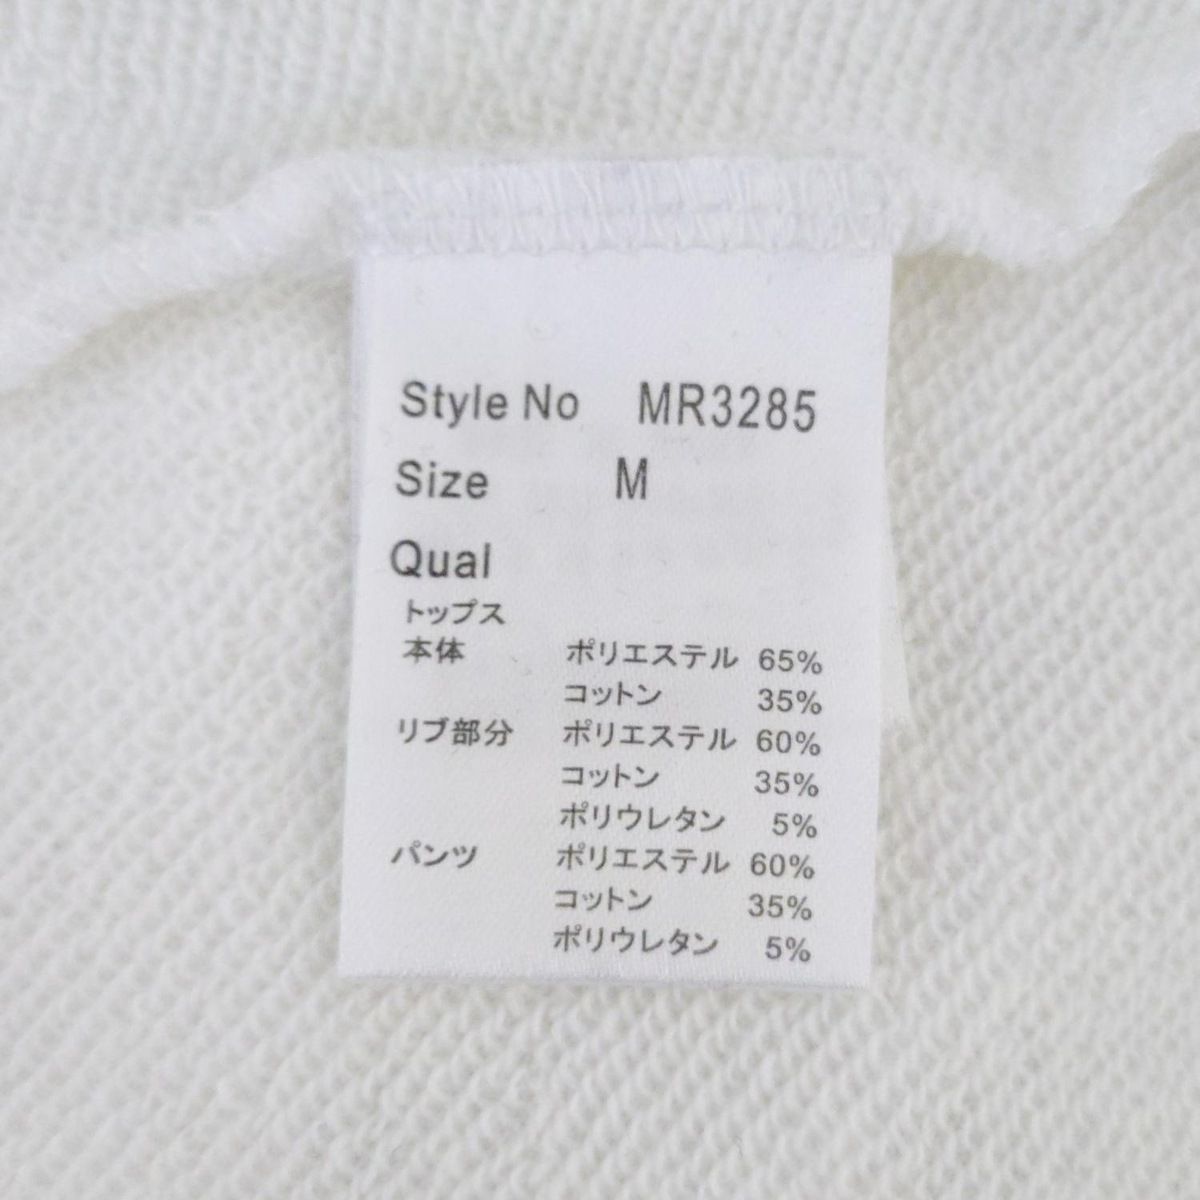 Style No MR3285
Size M
Qual
トップス
本体 ポリエステル 65%
コットン 35%
リブ部分 ポリエステル 60%
コットン 35%
ポリウレタン 5%
パンツ ポリエステル 60%
コットン 35%
ポリウレタン 5%